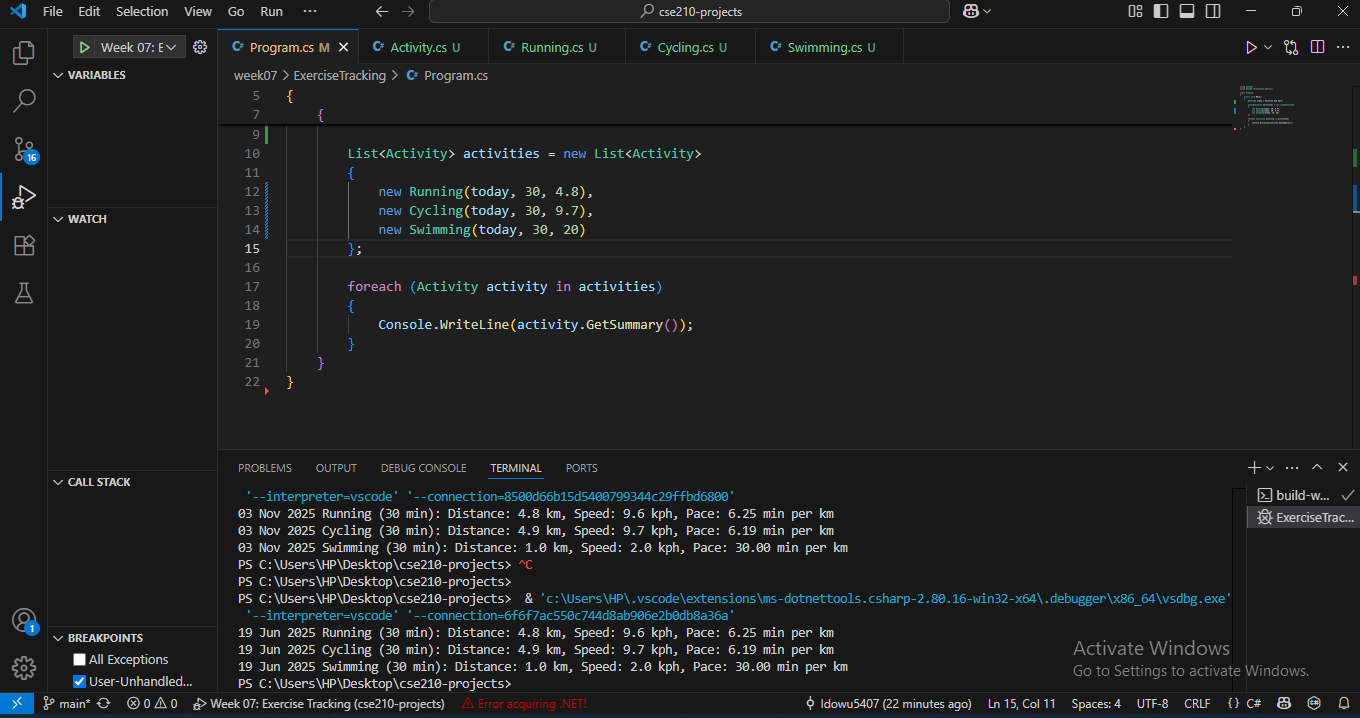 File Edit Selection View Go Run ··· cse210-projects
Week 07: E
Program.cs M Activity.cs U Running.cs U Cycling.cs U Swimming.cs U
VARIABLES
week07 > ExerciseTracking > Program.cs
5 {
7 {
9
10 List<Activity> activities = new List<Activity>
11 {
12 new Running(today, 30, 4.8),
13 new Cycling(today, 30, 9.7),
14 new Swimming(today, 30, 20)
15 };
16
17 foreach (Activity activity in activities)
18 {
19 Console.WriteLine(activity.GetSummary());
20 }
21 }
22 }
16
WATCH
CALL STACK
BREAKPOINTS
All Exceptions
User-Unhandled...
1
PROBLEMS OUTPUT DEBUG CONSOLE TERMINAL PORTS
'--interpreter=vscode' '--connection=8500d66b15d5400799344c29ffbd6800'
03 Nov 2025 Running (30 min): Distance: 4.8 km, Speed: 9.6 kph, Pace: 6.25 min per km
03 Nov 2025 Cycling (30 min): Distance: 4.9 km, Speed: 9.7 kph, Pace: 6.19 min per km
03 Nov 2025 Swimming (30 min): Distance: 1.0 km, Speed: 2.0 kph, Pace: 30.00 min per km
PS C:\Users\HP\Desktop\cse210-projects> ^C
PS C:\Users\HP\Desktop\cse210-projects>
PS C:\Users\HP\Desktop\cse210-projects> & 'c:\Users\HP\.vscode\extensions\ms-dotnettools.csharp-2.80.16-win32-x64\.debugger\x86_64\vsdbg.exe'
'--interpreter=vscode' '--connection=6f6f7ac550c744d8ab906e2b0db8a36a'
19 Jun 2025 Running (30 min): Distance: 4.8 km, Speed: 9.6 kph, Pace: 6.25 min per km
19 Jun 2025 Cycling (30 min): Distance: 4.9 km, Speed: 9.7 kph, Pace: 6.19 min per km
19 Jun 2025 Swimming (30 min): Distance: 1.0 km, Speed: 2.0 kph, Pace: 30.00 min per km
PS C:\Users\HP\Desktop\cse210-projects>
build-w...
ExerciseTrac...
Activate Windows
Go to Settings to activate Windows.
main* 0 0 Week 07: Exercise Tracking (cse210-projects) Error acquiring .NET! Idowu5407 (22 minutes ago) Ln 15, Col 11 Spaces: 4 UTF-8 CRLF {} C#